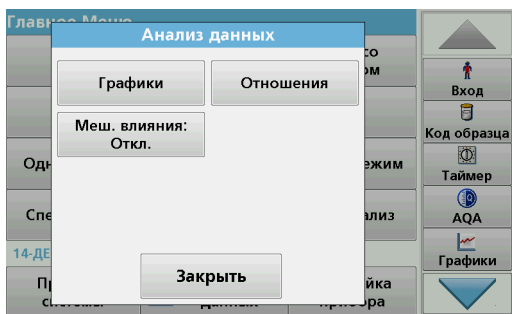 Главное Меню
Анализ данных
Графики
Отношения
Меш. влияния:
Откл.
Закрыть
14-ДЕ
Вход
Код образца
Таймер
AQA
Графики